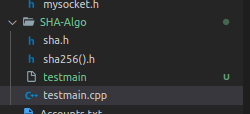 h mysocket.h
SHA-Algo
h sha.h
h sha256().h
testmain U
C++ testmain.cpp
Accounts.txt